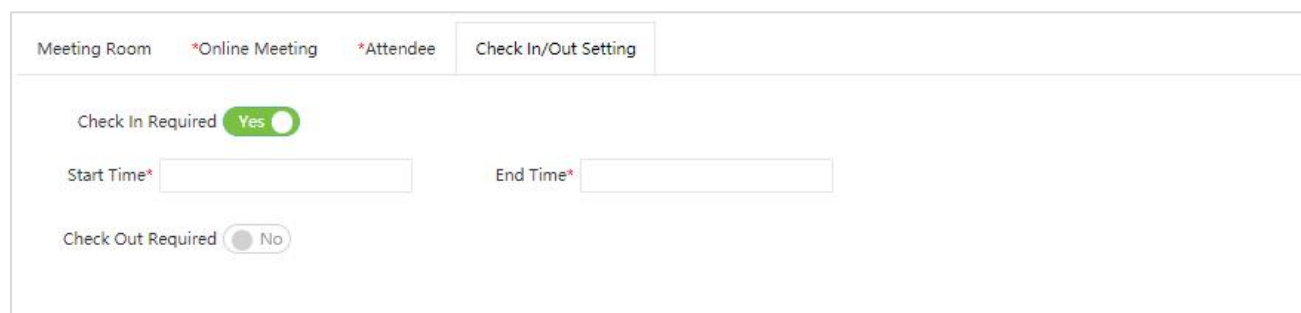 Meeting Room *Online Meeting *Attendee Check In/Out Setting
Check In Required Yes
Start Time* End Time*
Check Out Required No